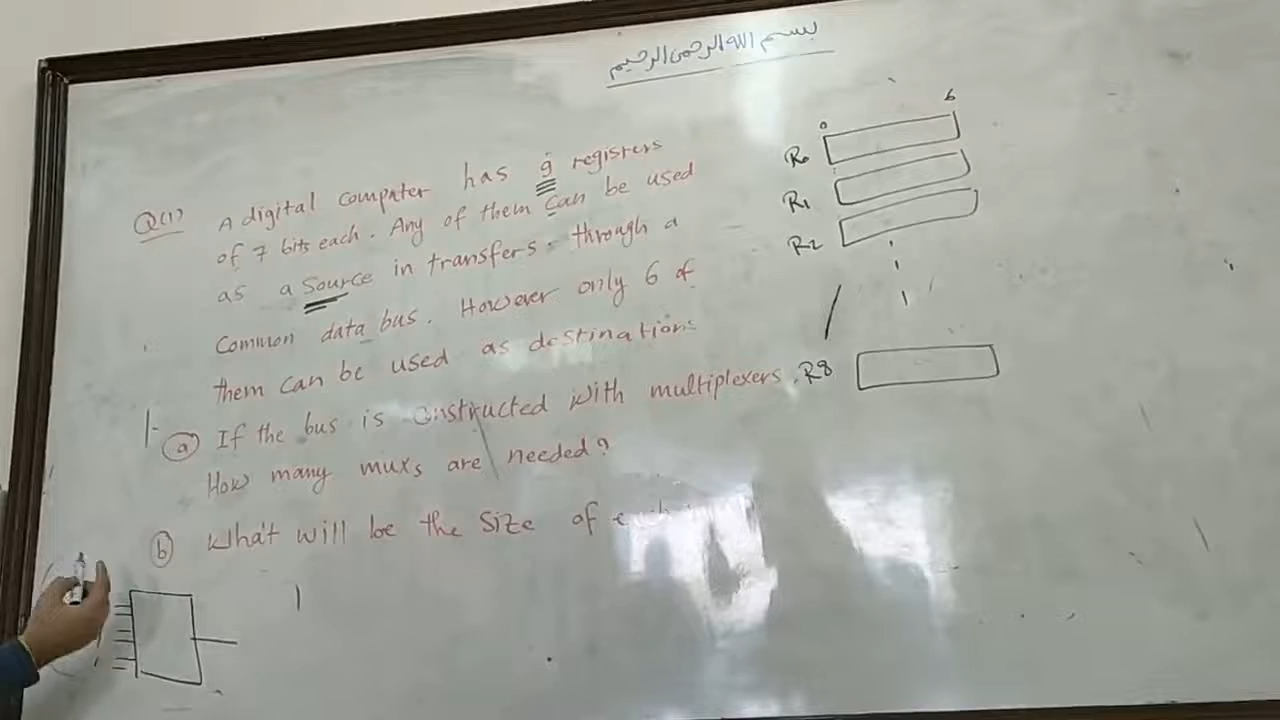 بسم الله الرحمن الرحيم
Q(1) A digital computer has 9 registers
of 7 bits each. Any of them can be used
as a source in transfers through a
common data bus. However only 6 of
them can be used as destinations
(a) If the bus is constructed with multiplexers.
How many muxs are needed?
(b) What will be the size of
0 6
R0
R1
R2
R8